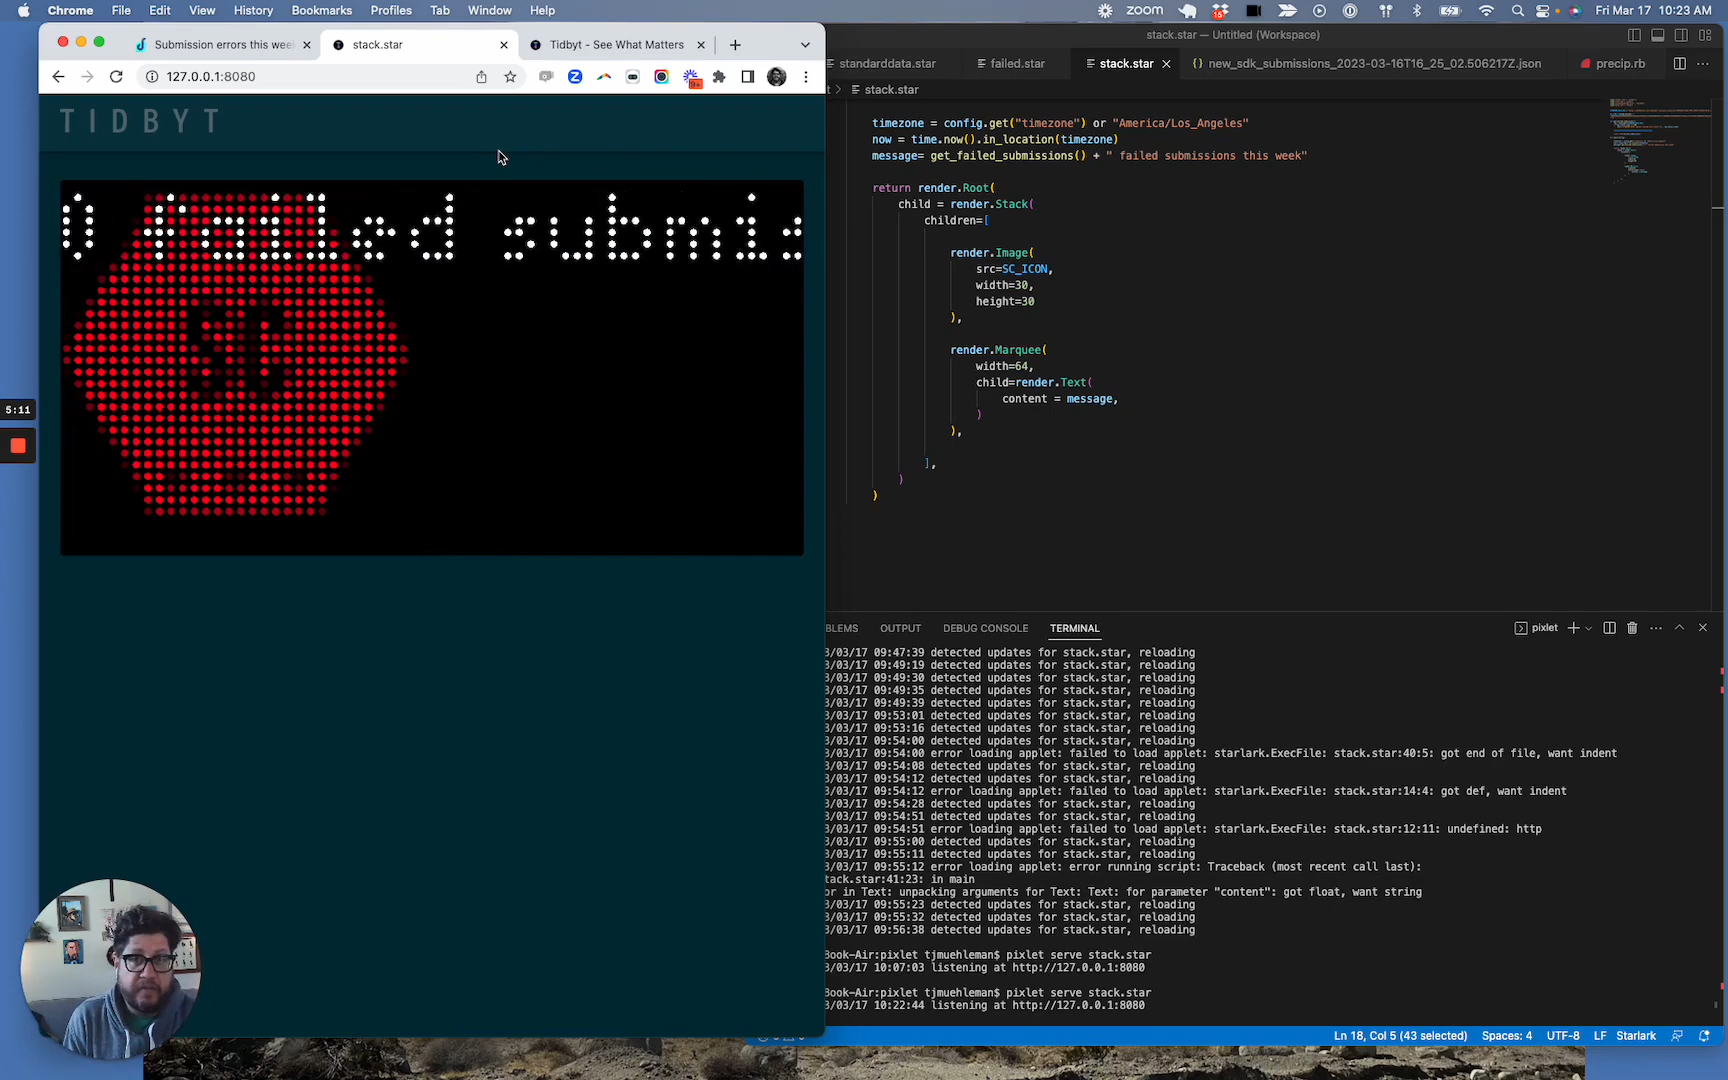 Chrome File Edit View History Bookmarks Profiles Tab Window Help zoom 15 Fri Mar 17 10:23 AM
Submission errors this wee stack.star Tidbyt - See What Matters
127.0.0.1:8080
TIDBYT
0 failed submis
5:11
stack.star — Untitled (Workspace)
standarddata.star failed.star stack.star new_sdk_submissions_2023-03-16T16_25_02.506217Z.json precip.rb
t > stack.star
timezone = config.get("timezone") or "America/Los_Angeles"
now = time.now().in_location(timezone)
message= get_failed_submissions() + " failed submissions this week"
return render.Root(
child = render.Stack(
children=[
render.Image(
src=SC_ICON,
width=30,
height=30
),
render.Marquee(
width=64,
child=render.Text(
content = message,
)
),
],
)
)
BLEMS OUTPUT DEBUG CONSOLE TERMINAL pixlet
3/03/17 09:47:39 detected updates for stack.star, reloading
3/03/17 09:49:19 detected updates for stack.star, reloading
3/03/17 09:49:30 detected updates for stack.star, reloading
3/03/17 09:49:35 detected updates for stack.star, reloading
3/03/17 09:49:39 detected updates for stack.star, reloading
3/03/17 09:53:01 detected updates for stack.star, reloading
3/03/17 09:53:16 detected updates for stack.star, reloading
3/03/17 09:54:00 detected updates for stack.star, reloading
3/03/17 09:54:00 error loading applet: failed to load applet: starlark.ExecFile: stack.star:40:5: got end of file, want indent
3/03/17 09:54:08 detected updates for stack.star, reloading
3/03/17 09:54:12 detected updates for stack.star, reloading
3/03/17 09:54:12 error loading applet: failed to load applet: starlark.ExecFile: stack.star:14:4: got def, want indent
3/03/17 09:54:28 detected updates for stack.star, reloading
3/03/17 09:54:51 detected updates for stack.star, reloading
3/03/17 09:54:51 error loading applet: failed to load applet: starlark.ExecFile: stack.star:12:11: undefined: http
3/03/17 09:55:00 detected updates for stack.star, reloading
3/03/17 09:55:11 detected updates for stack.star, reloading
3/03/17 09:55:12 error loading applet: error running script: Traceback (most recent call last):
tack.star:41:23: in main
or in Text: unpacking arguments for Text: Text: for parameter "content": got float, want string
3/03/17 09:55:23 detected updates for stack.star, reloading
3/03/17 09:55:32 detected updates for stack.star, reloading
3/03/17 09:56:38 detected updates for stack.star, reloading
Book-Air:pixlet tjmuehleman$ pixlet serve stack.star
3/03/17 10:07:03 listening at http://127.0.0.1:8080
Book-Air:pixlet tjmuehleman$ pixlet serve stack.star
3/03/17 10:22:44 listening at http://127.0.0.1:8080
Ln 18, Col 5 (43 selected) Spaces: 4 UTF-8 LF Starlark